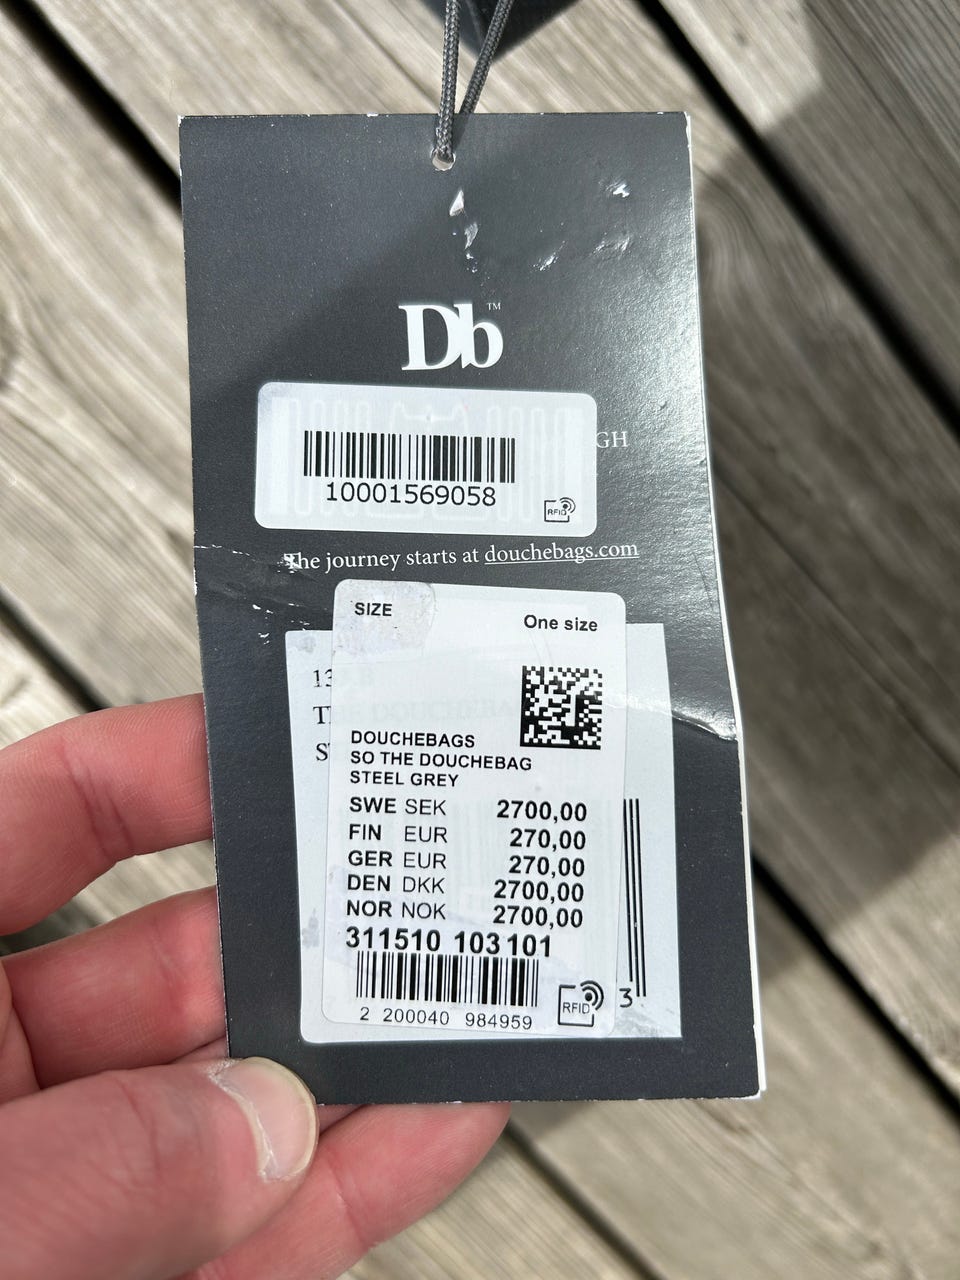 Db™
GH
10001569058
RFID
The journey starts at douchebags.com
SIZE
One size
DOUCHEBAGS
SO THE DOUCHEBAG
STEEL GREY
SWE SEK 2700,00
FIN EUR 270,00
GER EUR 270,00
DEN DKK 2700,00
NOR NOK 2700,00
311510 103101
2 200040 984959
RFID
3